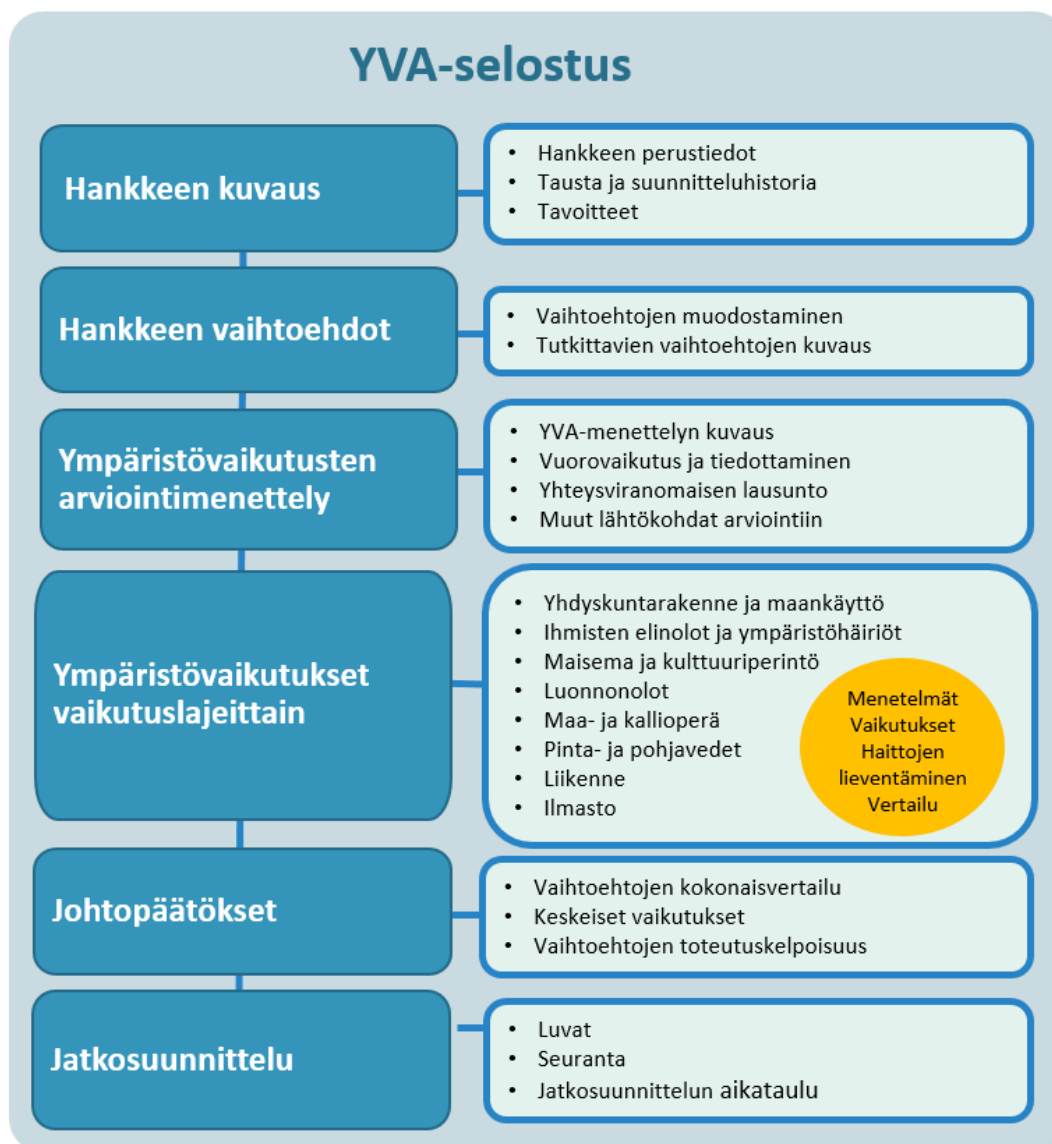 YVA-selostus
Hankkeen kuvaus
• Hankkeen perustiedot
• Tausta ja suunnitteluhistoria
• Tavoitteet
Hankkeen vaihtoehdot
• Vaihtoehtojen muodostaminen
• Tutkittavien vaihtoehtojen kuvaus
Ympäristövaikutusten
arviointimenettely
• YVA-menettelyn kuvaus
• Vuorovaikutus ja tiedottaminen
• Yhteysviranomaisen lausunto
• Muut lähtökohdat arviointiin
Ympäristövaikutukset
vaikutuslajeittain
• Yhdyskuntarakenne ja maankäyttö
• Ihmisten elinolot ja ympäristöhäiriöt
• Maisema ja kulttuuriperintö
• Luonnonolot
• Maa- ja kallioperä
• Pinta- ja pohjavedet
• Liikenne
• Ilmasto
Menetelmät
Vaikutukset
Haittojen
lieventäminen
Vertailu
Johtopäätökset
• Vaihtoehtojen kokonaisvertailu
• Keskeiset vaikutukset
• Vaihtoehtojen toteutuskelpoisuus
Jatkosuunnittelu
• Luvat
• Seuranta
• Jatkosuunnittelun aikataulu